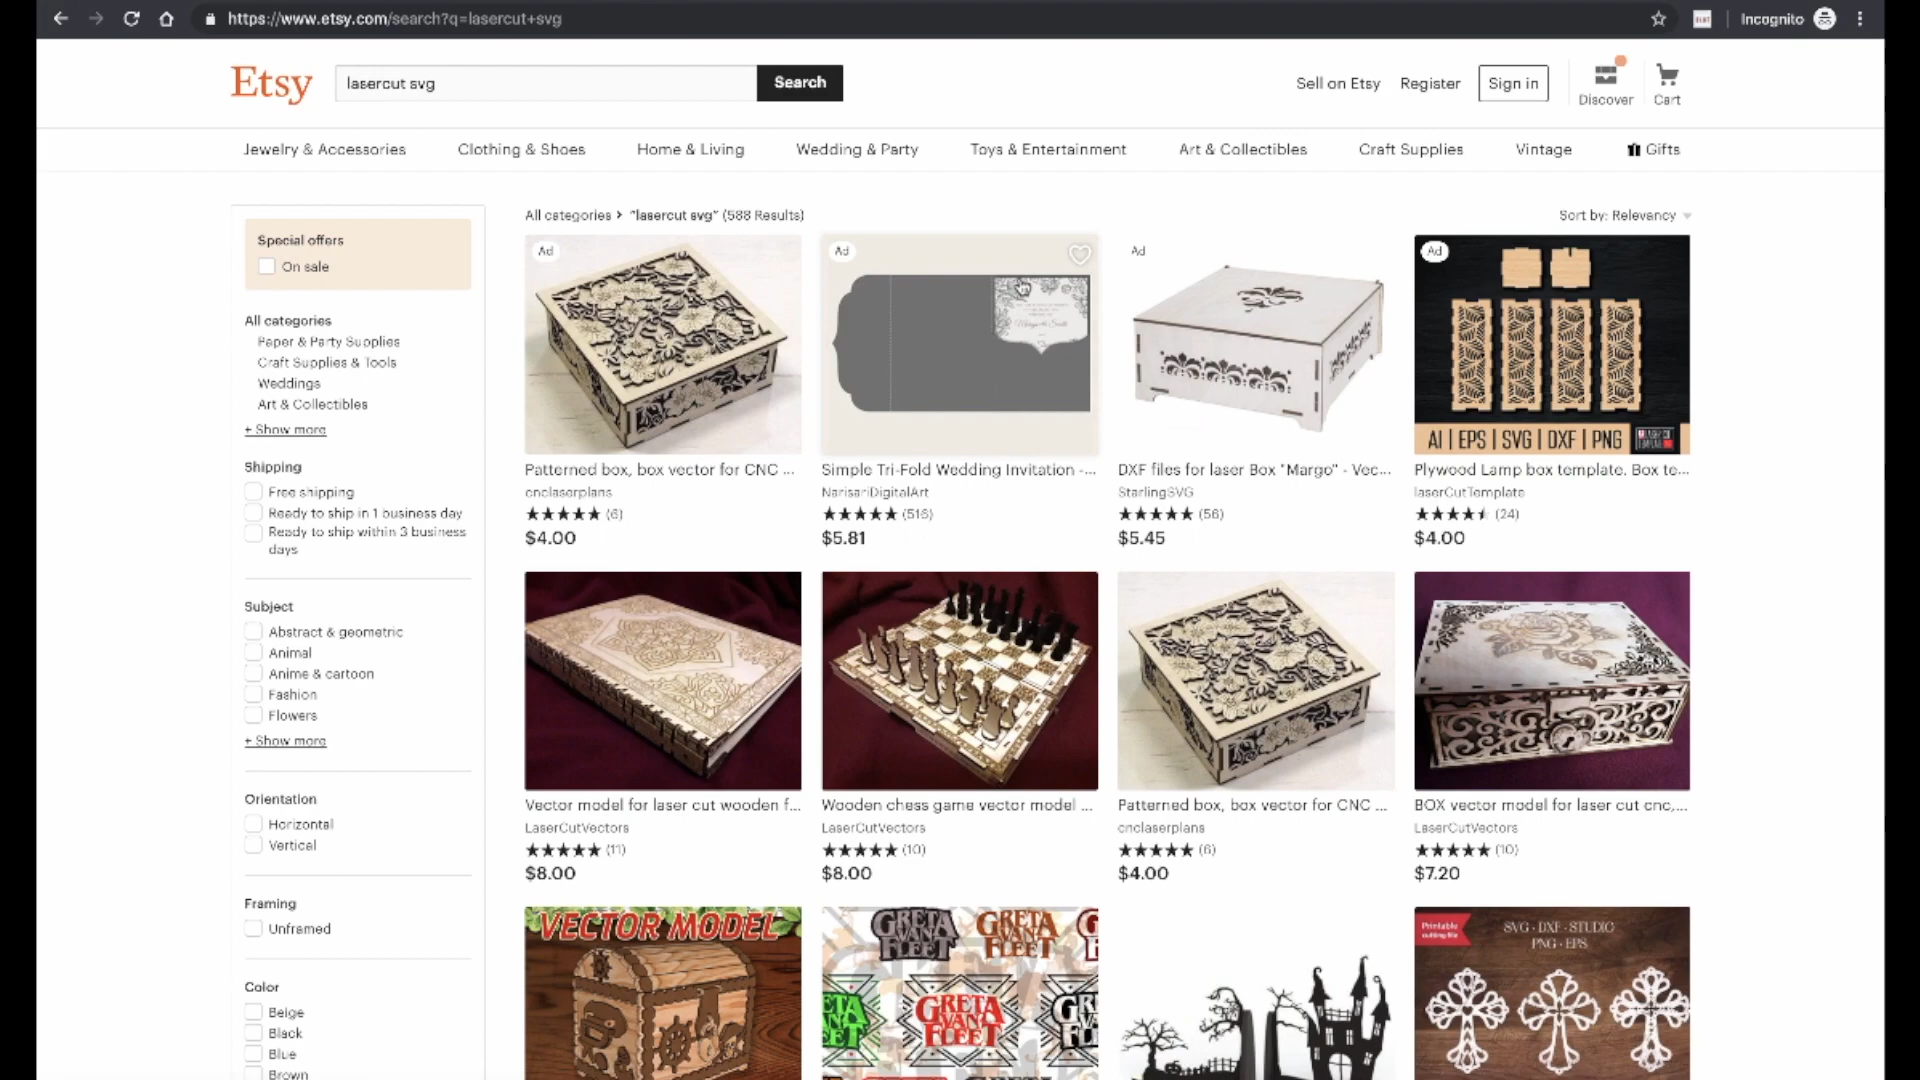 https://www.etsy.com/search?q=lasercut+svg
Incognito
Etsy
lasercut svg
Search
Sell on Etsy
Register
Sign in
Discover
Cart
Jewelry & Accessories
Clothing & Shoes
Home & Living
Wedding & Party
Toys & Entertainment
Art & Collectibles
Craft Supplies
Vintage
Gifts
Special offers
On sale
All categories
Paper & Party Supplies
Craft Supplies & Tools
Weddings
Art & Collectibles
+ Show more
Shipping
Free shipping
Ready to ship in 1 business day
Ready to ship within 3 business
days
Subject
Abstract & geometric
Animal
Anime & cartoon
Fashion
Flowers
+ Show more
Orientation
Horizontal
Vertical
Framing
Unframed
Color
Beige
Black
Blue
Brown
All categories > "lasercut svg" (588 Results)
Sort by: Relevancy
Ad
Patterned box, box vector for CNC ...
cnclaserplans
(6)
$4.00
Ad
Simple Tri-Fold Wedding Invitation -...
NarisariDigitalArt
(516)
$5.81
Ad
DXF files for laser Box "Margo" - Vec...
StarlingSVG
(56)
$5.45
Ad
AI | EPS | SVG | DXF | PNG
Plywood Lamp box template. Box te...
laserCutTemplate
(24)
$4.00
Vector model for laser cut wooden f...
LaserCutVectors
(11)
$8.00
Wooden chess game vector model ...
LaserCutVectors
(10)
$8.00
Patterned box, box vector for CNC ...
cnclaserplans
(6)
$4.00
BOX vector model for laser cut cnc,...
LaserCutVectors
(10)
$7.20
VECTOR MODEL
GRETA
VAN
FLEET
GRETA
VAN
FLEET
GRETA
VAN
FLEET
Printable
cutting file
SVG · DXF · STUDIO
PNG · EPS